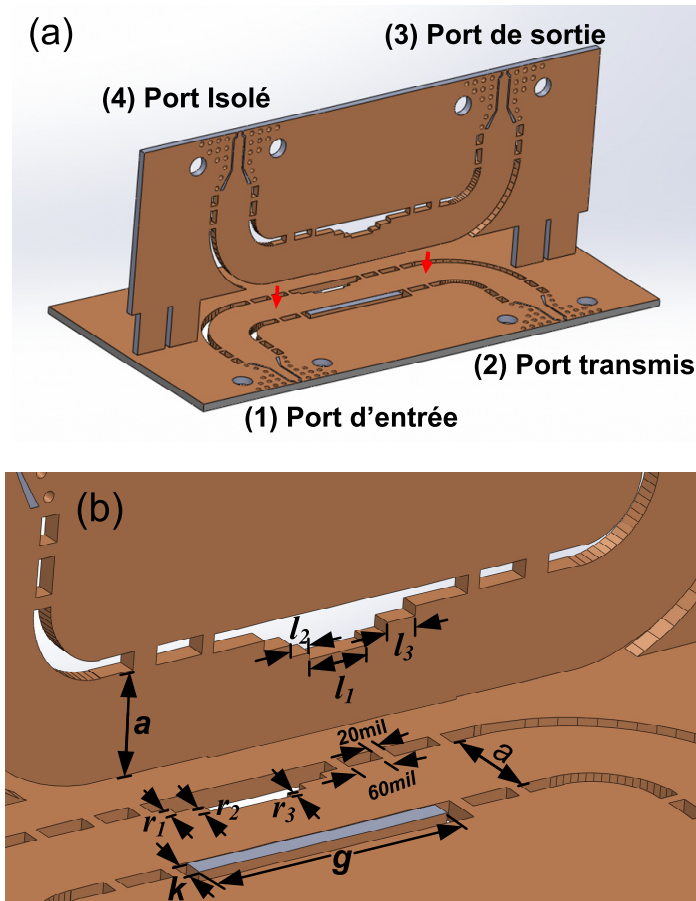 (a)
(3) Port de sortie
(4) Port Isolé
(2) Port transmis
(1) Port d'entrée
(b)
l2
l3
l1
a
20mil
a
60mil
r1
r2
r3
g
k